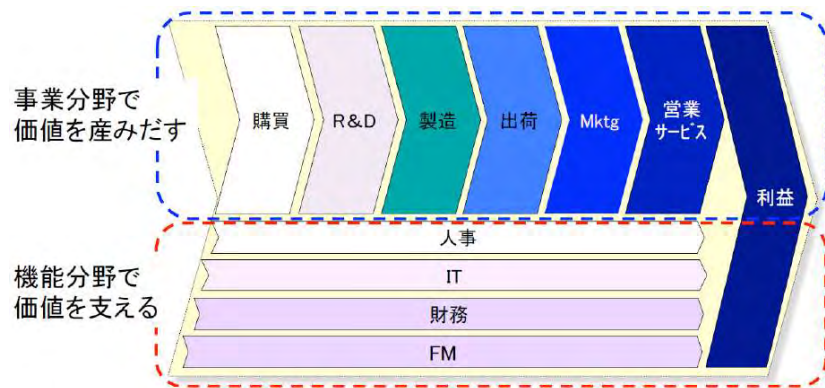 事業分野で
価値を産みだす
購買
R&D
製造
出荷
Mktg
営業
サービス
利益
機能分野で
価値を支える
人事
IT
財務
FM